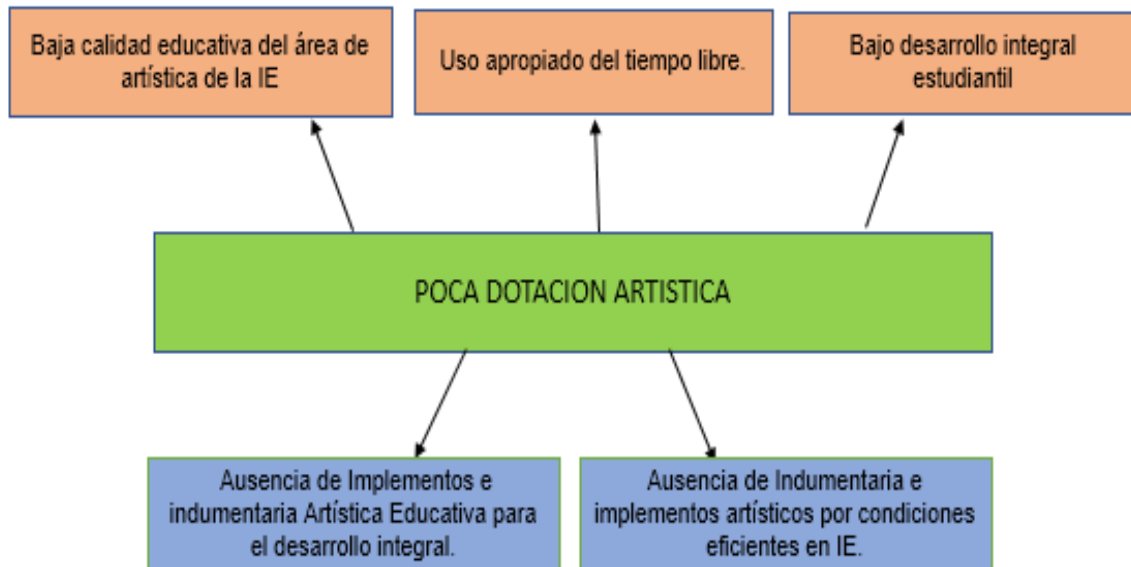 Baja calidad educativa del área de
artística de la IE
Uso apropiado del tiempo libre.
Bajo desarrollo integral
estudiantil
POCA DOTACION ARTISTICA
Ausencia de Implementos e
indumentaria Artística Educativa para
el desarrollo integral.
Ausencia de Indumentaria e
implementos artísticos por condiciones
eficientes en IE.